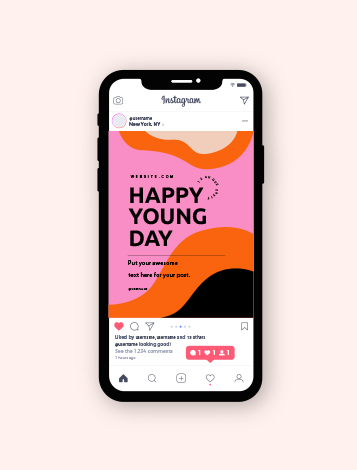 Instagram
@username
New York, NY
WEBSITE.COM
HAPPY
YOUNG
DAY
Put your awesome
text here for your post.
@username
Liked by username, username and 15 others
@username looking good!
See the 1.234 comments
7 hours ago
1 1 1